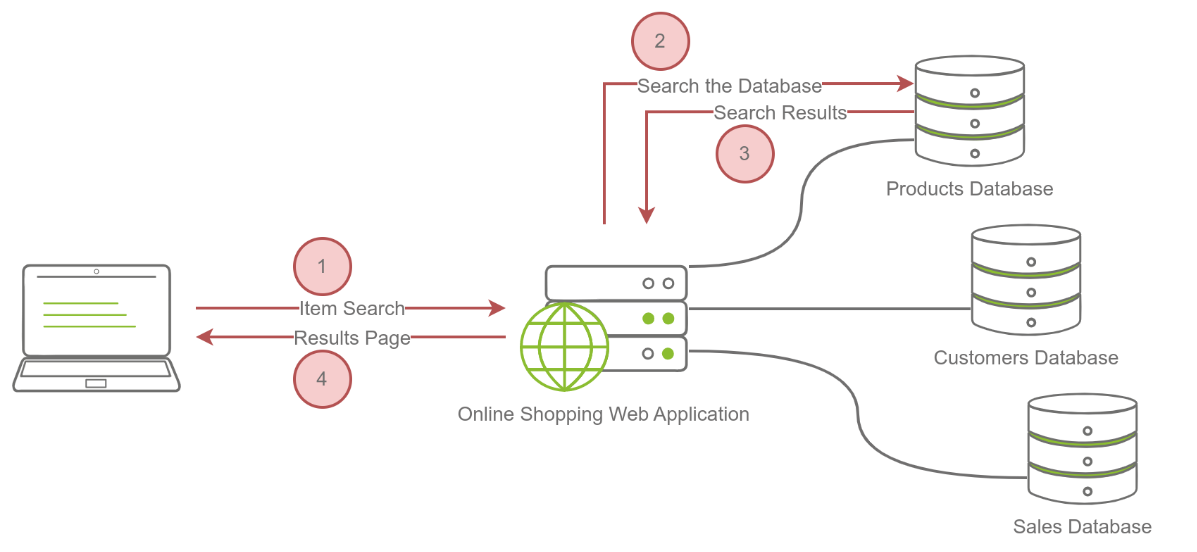 2
Search the Database
Search Results
3
Products Database
1
Item Search
Results Page
4
Customers Database
Online Shopping Web Application
Sales Database